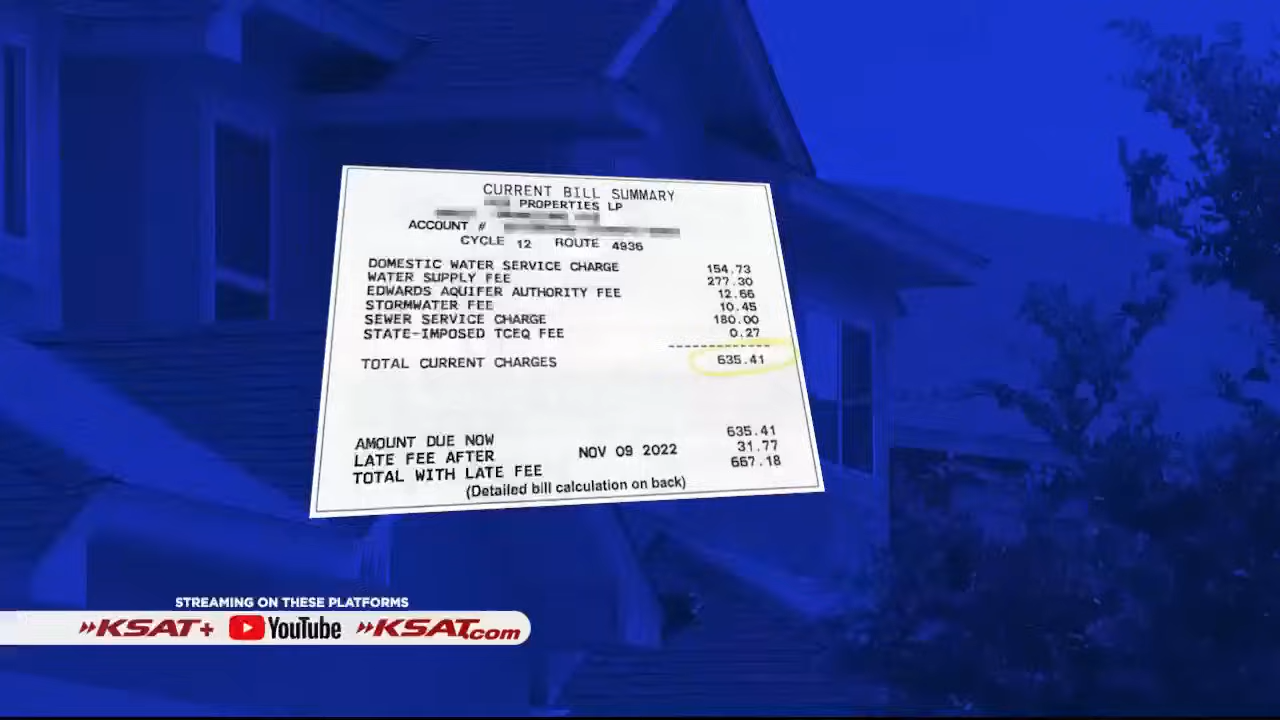 CURRENT BILL SUMMARY
PROPERTIES LP
ACCOUNT #
CYCLE 12 ROUTE 4936
DOMESTIC WATER SERVICE CHARGE 154.73
WATER SUPPLY FEE 277.30
EDWARDS AQUIFER AUTHORITY FEE 12.66
STORMWATER FEE 10.45
SEWER SERVICE CHARGE 180.00
STATE-IMPOSED TCEQ FEE 0.27
TOTAL CURRENT CHARGES 635.41
AMOUNT DUE NOW 635.41
LATE FEE AFTER NOV 09 2022 31.77
TOTAL WITH LATE FEE 667.18
(Detailed bill calculation on back)
STREAMING ON THESE PLATFORMS
KSAT+ YouTube KSAT.com